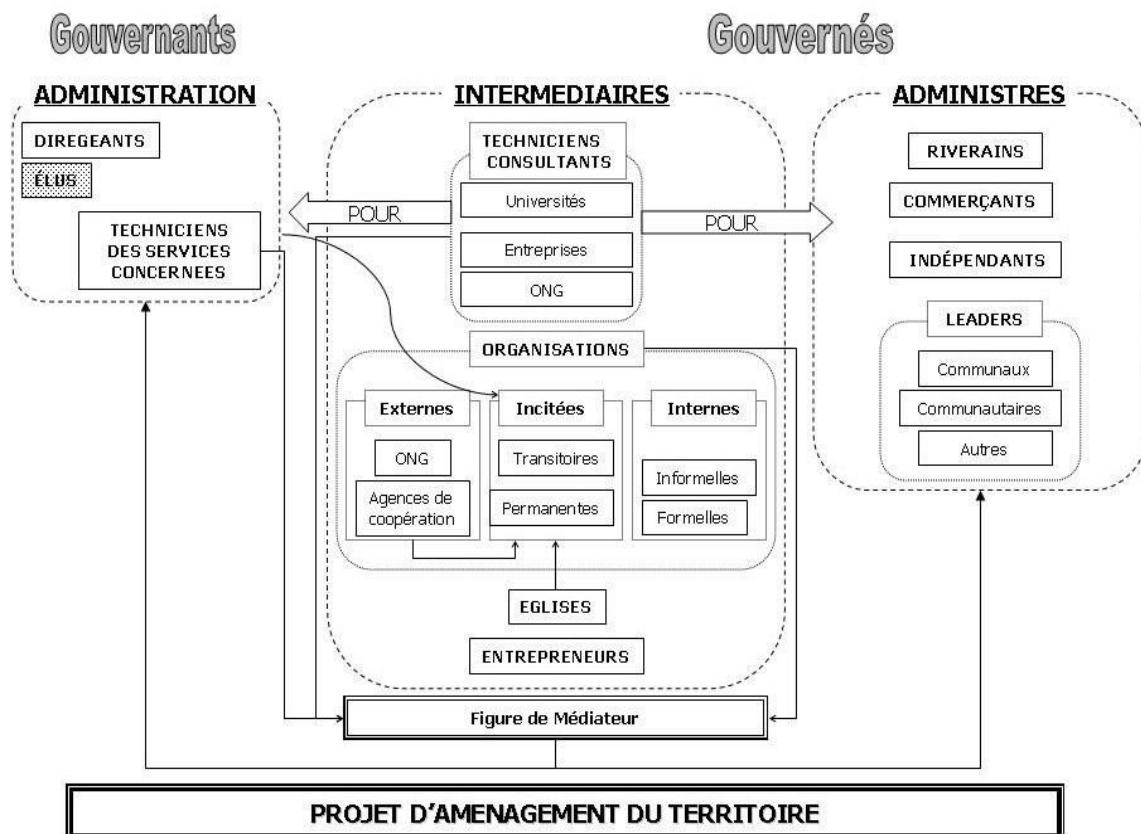 Gouvernants
Gouvernés
ADMINISTRATION
DIREGEANTS
ÉLUS
TECHNICIENS
DES SERVICES
CONCERNEES
INTERMEDIAIRES
TECHNICIENS
CONSULTANTS
Universités
Entreprises
ONG
POUR
POUR
ORGANISATIONS
Externes
ONG
Agences de
coopération
Incitées
Transitoires
Permanentes
Internes
Informelles
Formelles
EGLISES
ENTREPRENEURS
ADMINISTRES
RIVERAINS
COMMERÇANTS
INDÉPENDANTS
LEADERS
Communaux
Communautaires
Autres
Figure de Médiateur
PROJET D'AMENAGEMENT DU TERRITOIRE